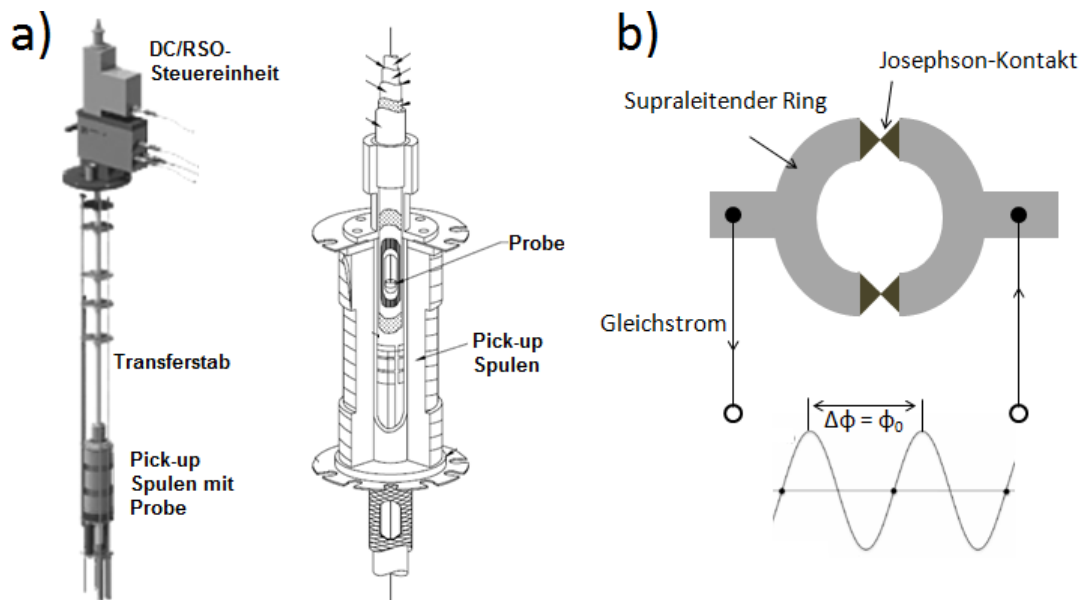 a)
DC/RSO-
Steuereinheit
Transferstab
Pick-up
Spulen mit
Probe
Probe
Pick-up
Spulen
b)
Josephson-Kontakt
Supraleitender Ring
Gleichstrom
Δϕ = ϕ₀